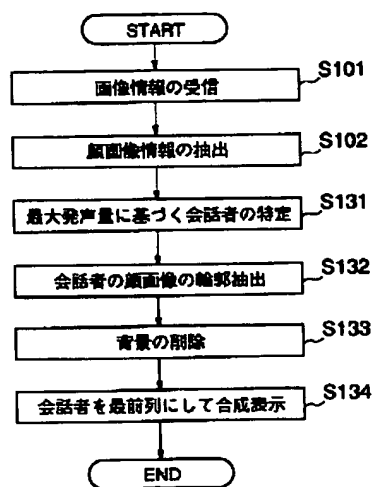 START
画像情報の受信
S101
顔画像情報の抽出
S102
最大発声量に基づく会話者の特定
S131
会話者の顔画像の輪郭抽出
S132
背景の削除
S133
会話者を最前列にして合成表示
S134
END